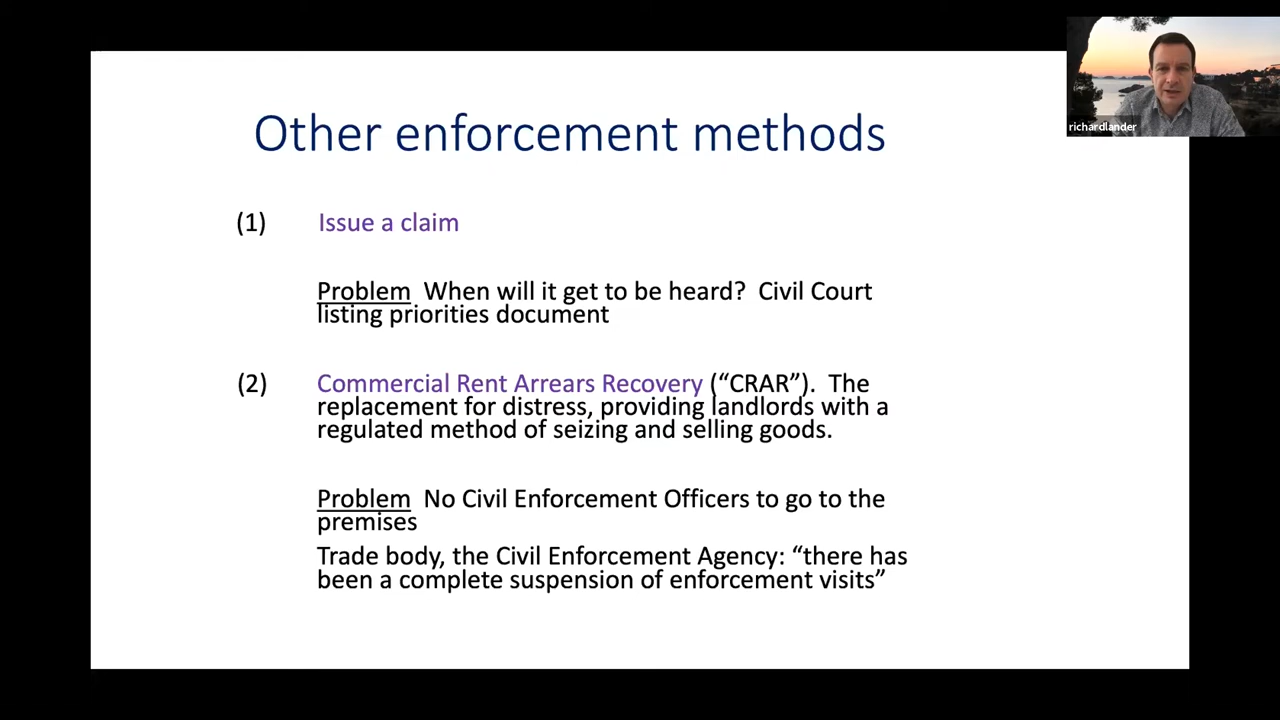 richardlander
Other enforcement methods
(1) Issue a claim
Problem When will it get to be heard? Civil Court
listing priorities document
(2) Commercial Rent Arrears Recovery (“CRAR”). The
replacement for distress, providing landlords with a
regulated method of seizing and selling goods.
Problem No Civil Enforcement Officers to go to the
premises
Trade body, the Civil Enforcement Agency: “there has
been a complete suspension of enforcement visits”